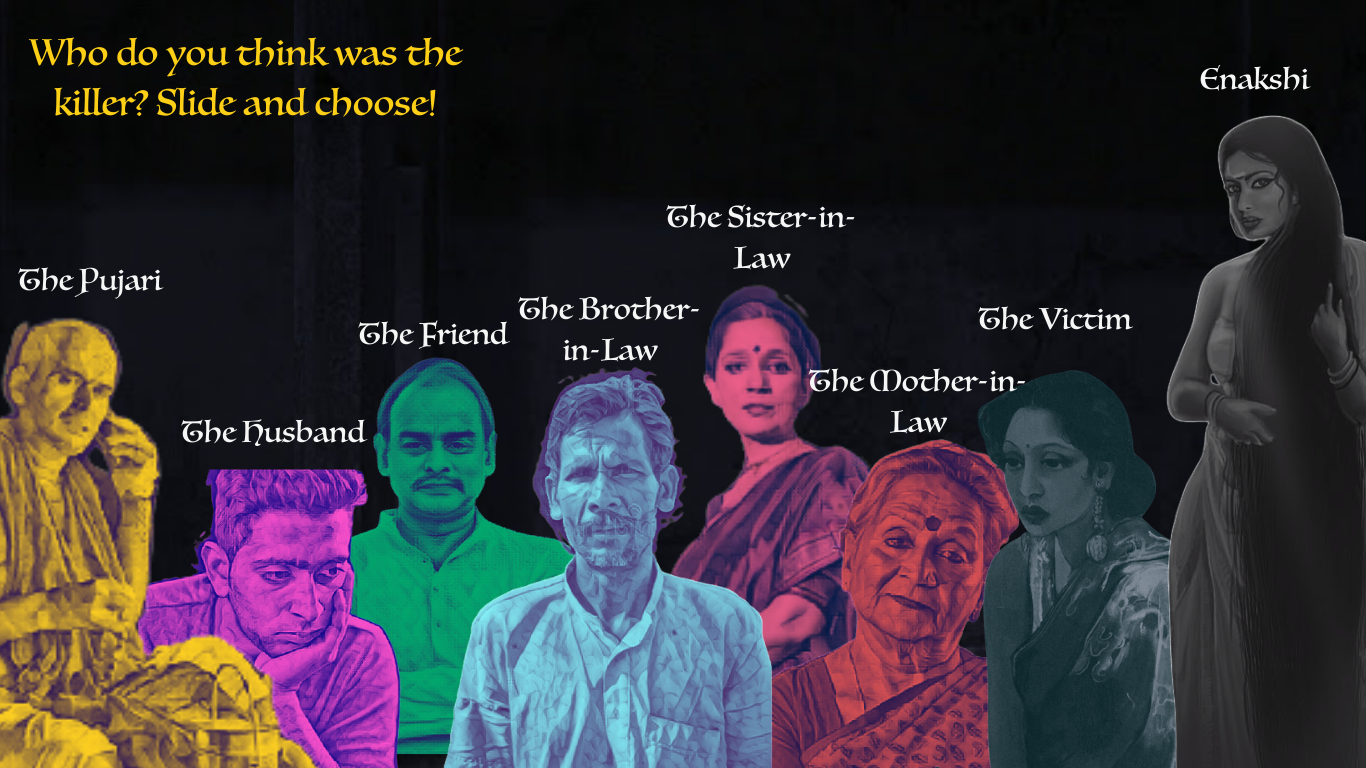 Who do you think was the
killer? Slide and choose!
Enakshi
The Sister-in-
Law
The Pujari
The Brother-
in-Law
The Friend
The Victim
The Mother-in-
Law
The Husband